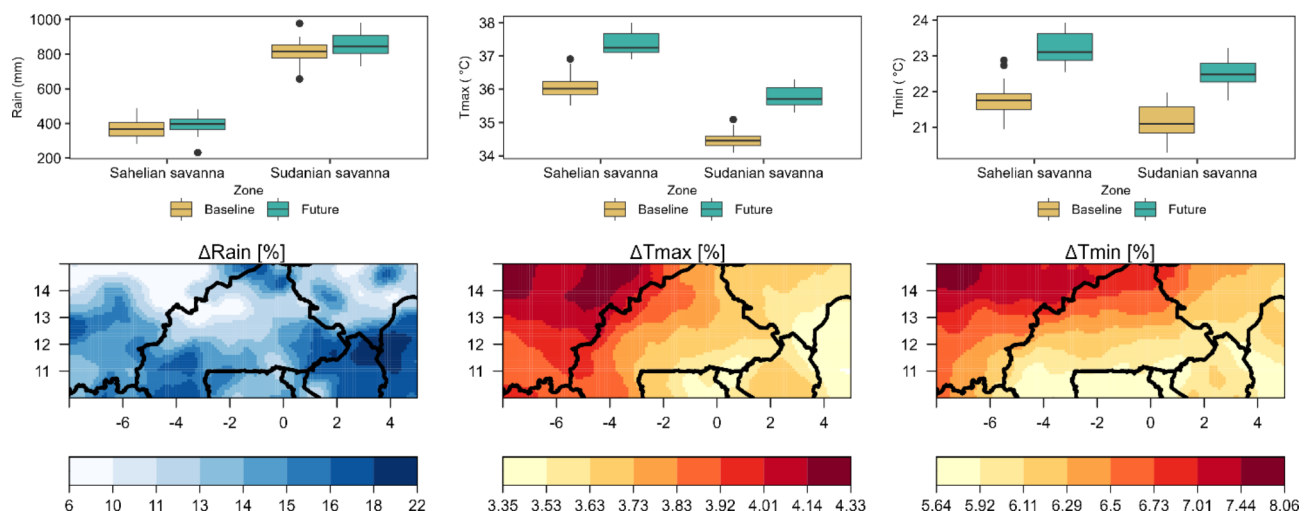 1000
800
600
400
200
Rain (mm)
Sahelian savanna Sudanian savanna
Zone
Baseline Future
38
37
36
35
34
Tmax ( °C)
Sahelian savanna Sudanian savanna
Zone
Baseline Future
24
23
22
21
Tmin ( °C)
Sahelian savanna Sudanian savanna
Zone
Baseline Future
ΔRain [%]
14
13
12
11
-6 -4 -2 0 2 4
6 10 11 13 14 15 16 18 22
ΔTmax [%]
14
13
12
11
-6 -4 -2 0 2 4
3.35 3.53 3.63 3.73 3.83 3.92 4.01 4.14 4.33
ΔTmin [%]
14
13
12
11
-6 -4 -2 0 2 4
5.64 5.92 6.11 6.29 6.5 6.73 7.01 7.44 8.06